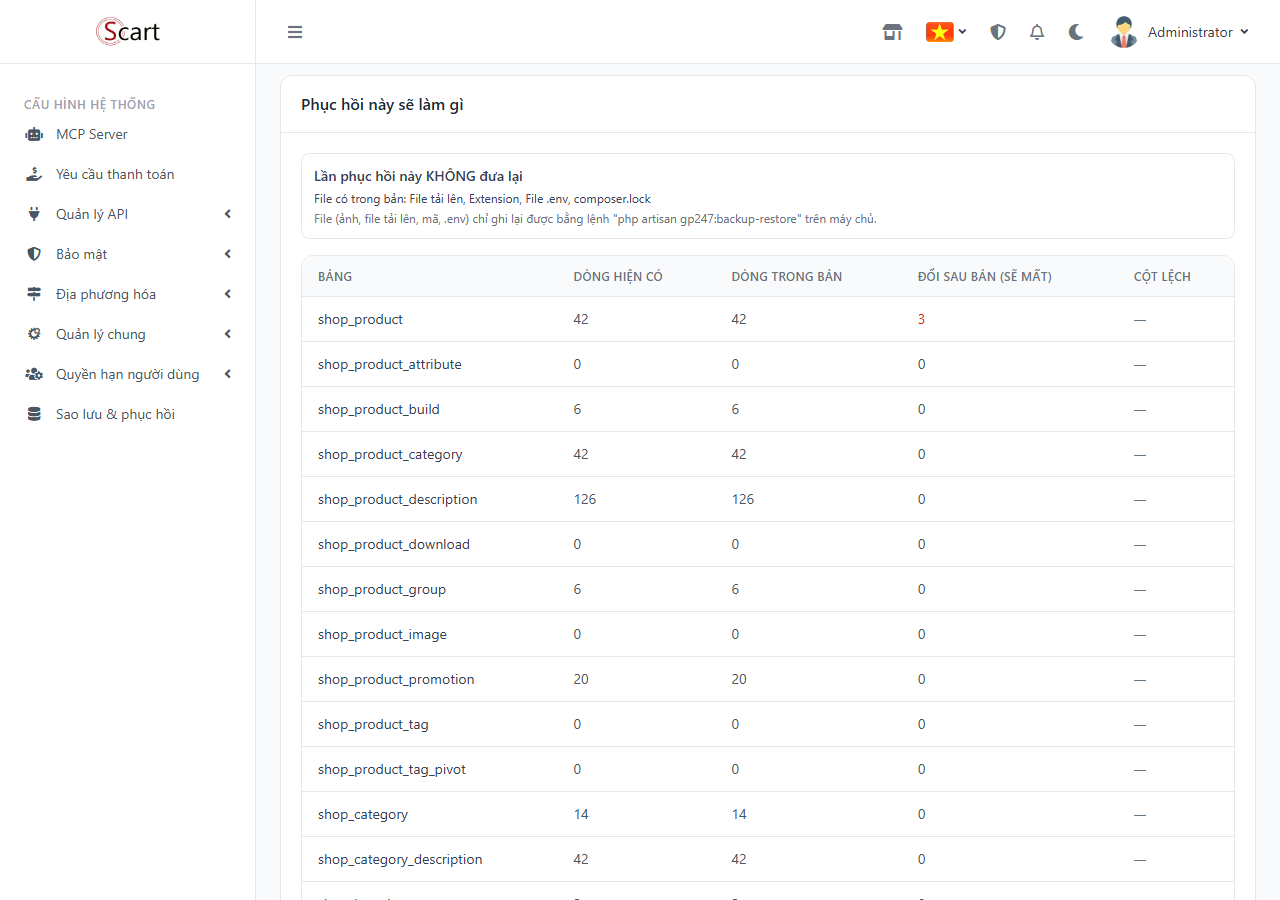 Scart
Administrator
CẤU HÌNH HỆ THỐNG
MCP Server
Yêu cầu thanh toán
Quản lý API
Bảo mật
Địa phương hóa
Quản lý chung
Quyền hạn người dùng
Sao lưu & phục hồi
Phục hồi này sẽ làm gì
Lần phục hồi này KHÔNG đưa lại
File có trong bản: File tải lên, Extension, File .env, composer.lock
File (ảnh, file tải lên, mã, .env) chỉ ghi lại được bằng lệnh "php artisan gp247:backup-restore" trên máy chủ.
BẢNG DÒNG HIỆN CÓ DÒNG TRONG BẢN ĐỔI SAU BẢN (SẼ MẤT) CỘT LỆCH
shop_product 42 42 3 —
shop_product_attribute 0 0 0 —
shop_product_build 6 6 0 —
shop_product_category 42 42 0 —
shop_product_description 126 126 0 —
shop_product_download 0 0 0 —
shop_product_group 6 6 0 —
shop_product_image 0 0 0 —
shop_product_promotion 20 20 0 —
shop_product_tag 0 0 0 —
shop_product_tag_pivot 0 0 0 —
shop_category 14 14 0 —
shop_category_description 42 42 0 —